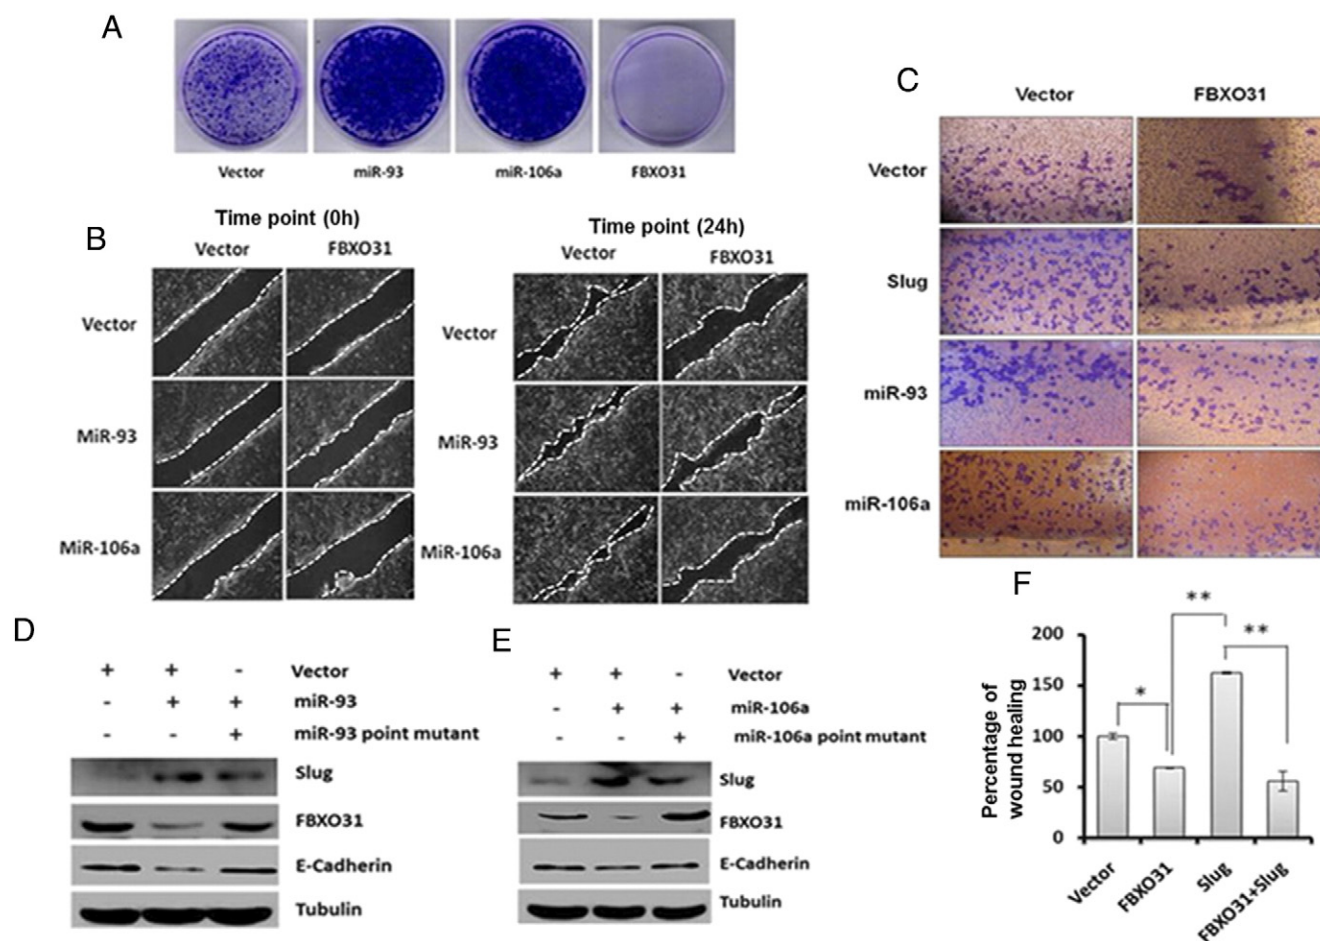 A
Vector miR-93 miR-106a FBXO31
B
Time point (0h)
Vector FBXO31
Vector
MiR-93
MiR-106a
Time point (24h)
Vector FBXO31
Vector
MiR-93
MiR-106a
C
Vector FBXO31
Vector
Slug
miR-93
miR-106a
D
+ + - Vector
- + + miR-93
- - + miR-93 point mutant
Slug
FBXO31
E-Cadherin
Tubulin
E
+ + - Vector
- + + miR-106a
- - + miR-106a point mutant
Slug
FBXO31
E-Cadherin
Tubulin
F
Percentage of
wound healing
200
150
100
50
0
* ** **
Vector
FBXO31
Slug
FBXO31+Slug